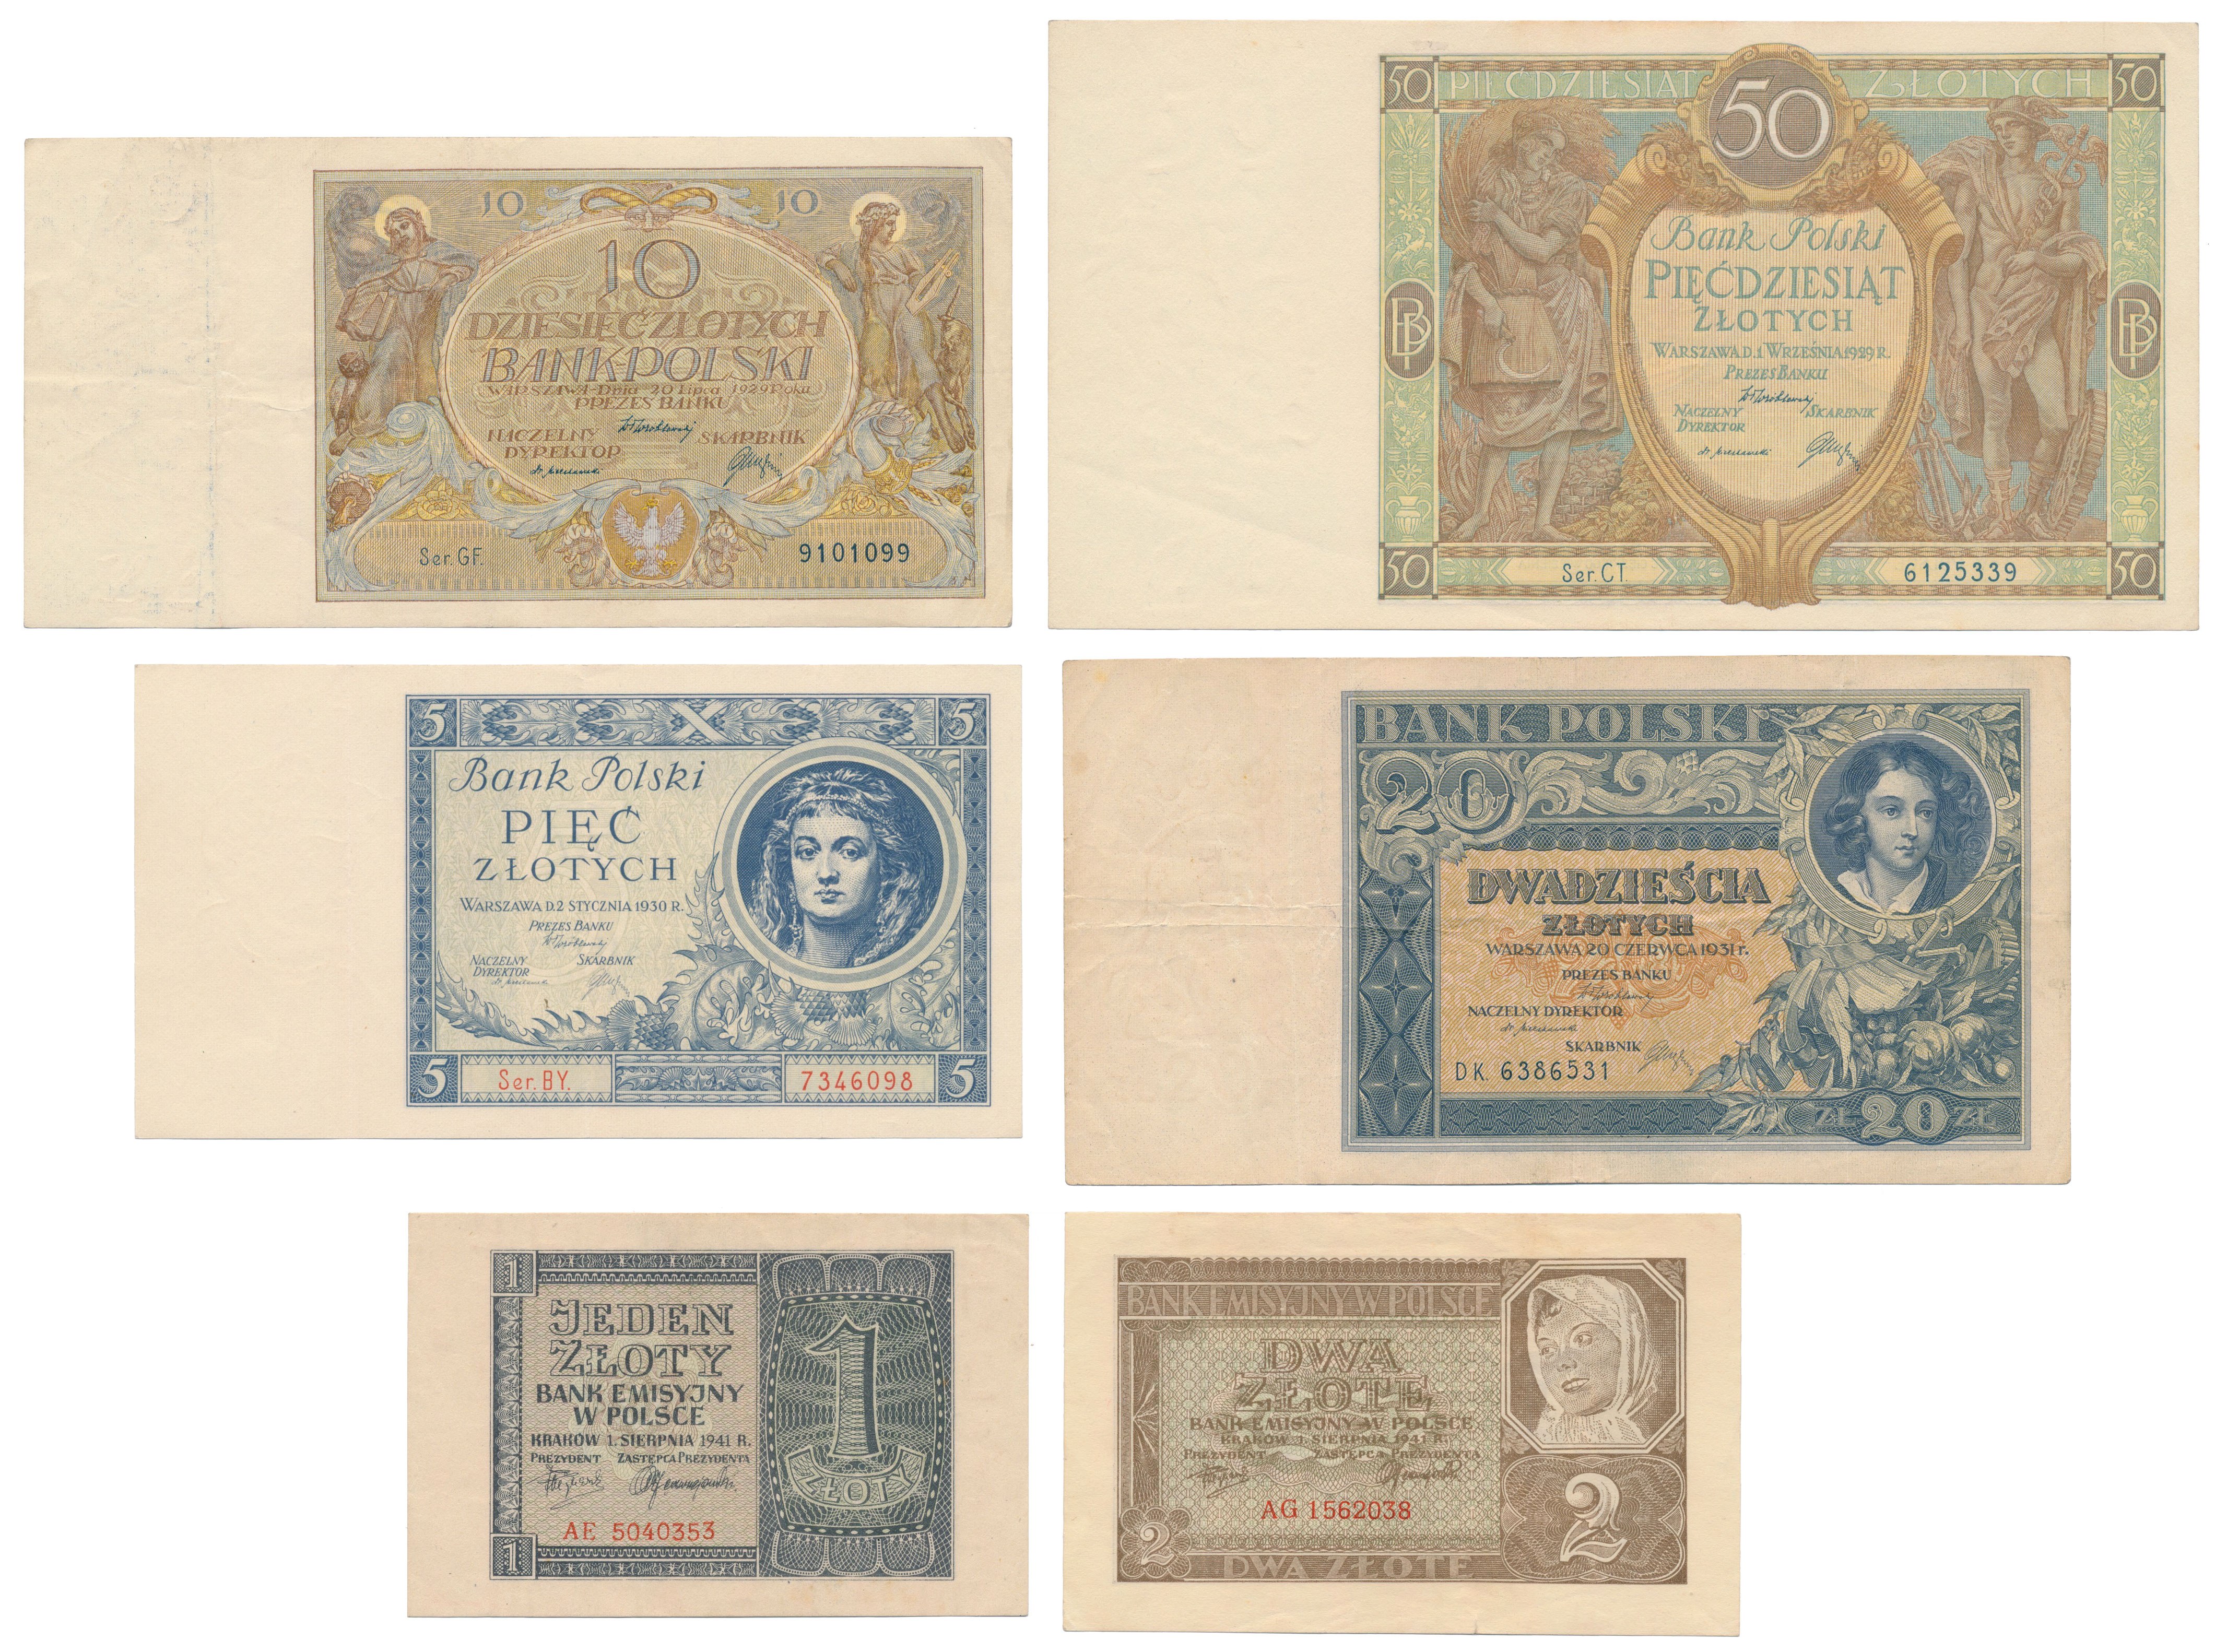 10 10
10
DZIESIĘĆ ZŁOTYCH
BANK POLSKI
WARSZAWA-Dnia 20 Lipca 1929 Roku
PREZES BANKU
NACZELNY SKARBNIK
DYREKTOR
Ser. GF. 9101099
50 PIĘĆDZIESIĄT 50 ZŁOTYCH 50
Bank Polski
PIĘĆDZIESIĄT
ZŁOTYCH
WARSZAWA D. 1 WRZEŚNIA 1929 R.
PREZES BANKU
NACZELNY SKARBNIK
DYREKTOR
BP BP
50 Ser. CT. 6125339 50
5 5
Bank Polski
PIĘĆ
ZŁOTYCH
WARSZAWA D. 2 STYCZNIA 1930 R.
PREZES BANKU
NACZELNY SKARBNIK
DYREKTOR
5 Ser. BY. 7346098 5
BANK POLSKI
20
DWADZIEŚCIA
ZŁOTYCH
WARSZAWA 20 CZERWCA 1931 r.
PREZES BANKU
NACZELNY DYREKTOR
SKARBNIK
DK. 6386531
ZŁ 20 ZŁ
1
JEDEN
ZŁOTY
BANK EMISYJNY
W POLSCE
KRAKÓW 1. SIERPNIA 1941 R.
PREZYDENT ZASTĘPCA PREZYDENTA
AE 5040353
1
1
ZŁOTY
BANK EMISYJNY W POLSCE
DWA
ZŁOTE
BANK EMISYJNY W POLSCE
KRAKÓW 1. SIERPNIA 1941 R.
PREZYDENT ZASTĘPCA PREZYDENTA
AG 1562038
2 2
DWA ZŁOTE